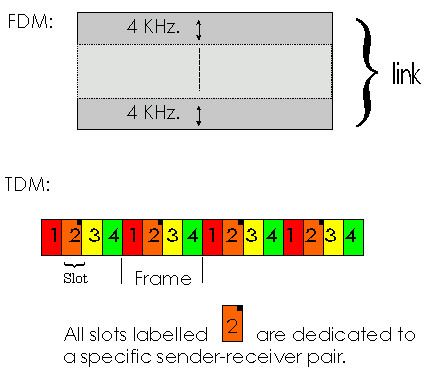 FDM:
4 KHz.
link
4 KHz.
TDM:
1 2 3 4 1 2 3 4 1 2 3 4 1 2 3 4
Slot Frame
All slots labelled 2 are dedicated to
a specific sender-receiver pair.